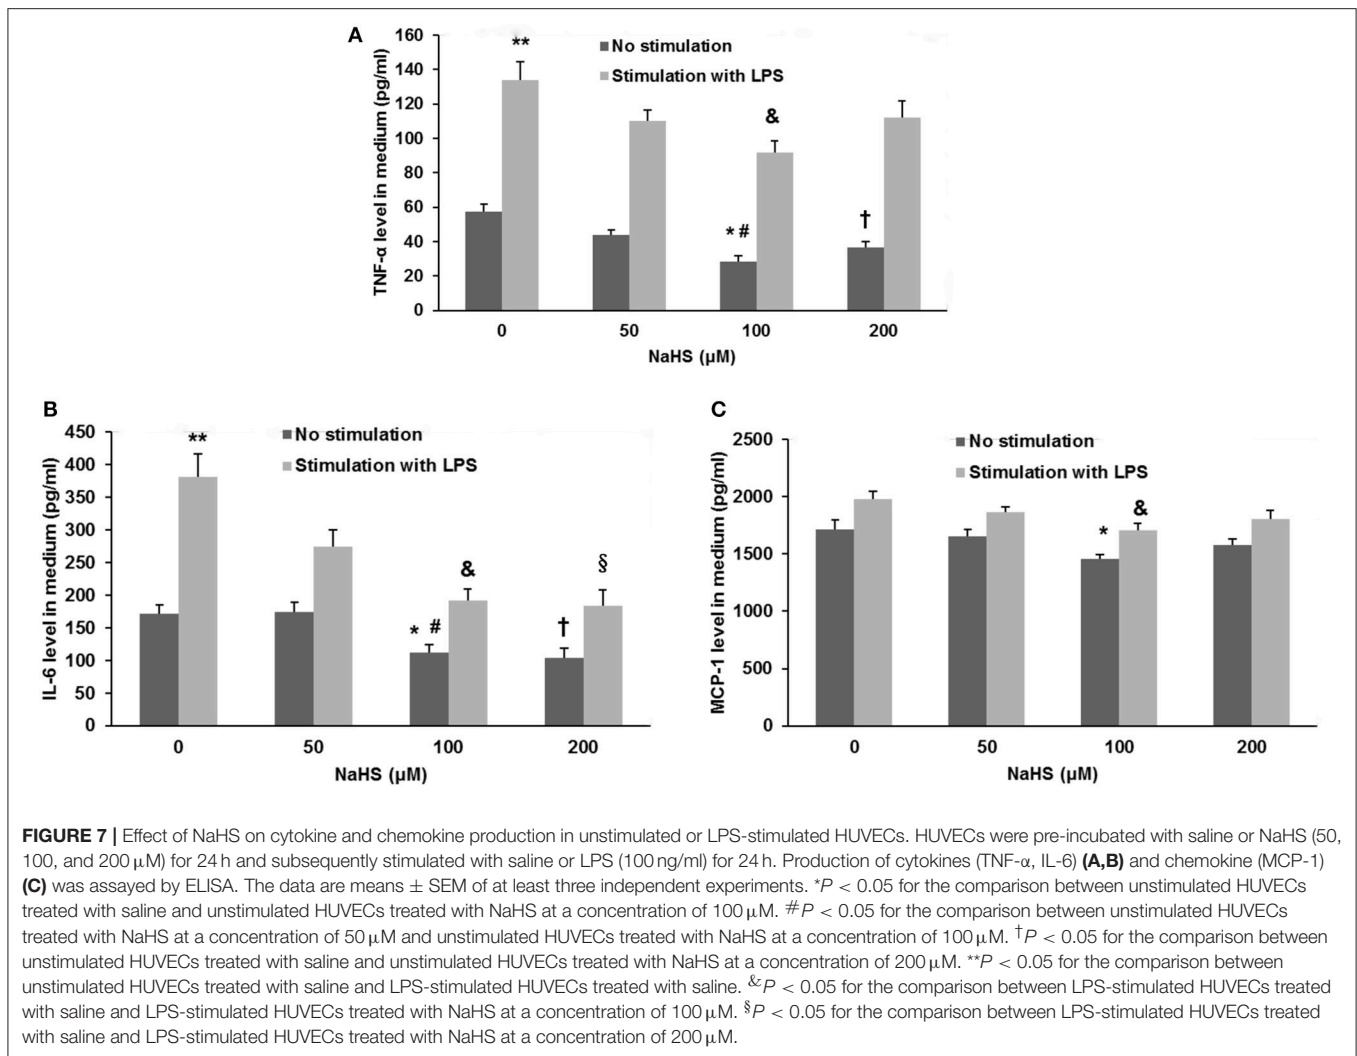 A
160
140
120
100
80
60
40
20
0
TNF-α level in medium (pg/ml)
No stimulation
Stimulation with LPS
**
* #
&
†
0 50 100 200
NaHS (µM)
B
450
400
350
300
250
200
150
100
50
0
IL-6 level in medium (pg/ml)
No stimulation
Stimulation with LPS
**
* #
&
†
§
0 50 100 200
NaHS (µM)
C
2500
2000
1500
1000
500
0
MCP-1 level in medium (pg/ml)
No stimulation
Stimulation with LPS
*
&
0 50 100 200
NaHS (µM)
FIGURE 7 | Effect of NaHS on cytokine and chemokine production in unstimulated or LPS-stimulated HUVECs. HUVECs were pre-incubated with saline or NaHS (50,
100, and 200 µM) for 24 h and subsequently stimulated with saline or LPS (100 ng/ml) for 24 h. Production of cytokines (TNF-α, IL-6) (A,B) and chemokine (MCP-1)
(C) was assayed by ELISA. The data are means ± SEM of at least three independent experiments. *P < 0.05 for the comparison between unstimulated HUVECs
treated with saline and unstimulated HUVECs treated with NaHS at a concentration of 100 µM. #P < 0.05 for the comparison between unstimulated HUVECs
treated with NaHS at a concentration of 50 µM and unstimulated HUVECs treated with NaHS at a concentration of 100 µM. †P < 0.05 for the comparison between
unstimulated HUVECs treated with saline and unstimulated HUVECs treated with NaHS at a concentration of 200 µM. **P < 0.05 for the comparison between
unstimulated HUVECs treated with saline and LPS-stimulated HUVECs treated with saline. &P < 0.05 for the comparison between LPS-stimulated HUVECs treated
with saline and LPS-stimulated HUVECs treated with NaHS at a concentration of 100 µM. §P < 0.05 for the comparison between LPS-stimulated HUVECs treated
with saline and LPS-stimulated HUVECs treated with NaHS at a concentration of 200 µM.